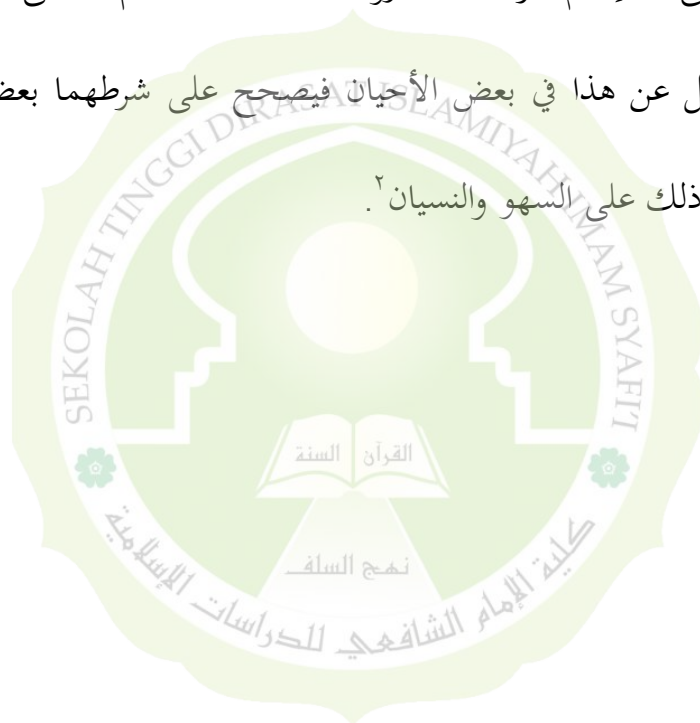 ل عن هذا في بعض الأحيان فيصحح على شرطهما بعض
ذلك على السهو والنسيان٢.
SEKOLAH TINGGI DIRASAT ISLAMIYAH IMAM SYAFI'I
القرآن السنة
نهج السلف
كلية الإمام الشافعي للدراسات الإسلامية